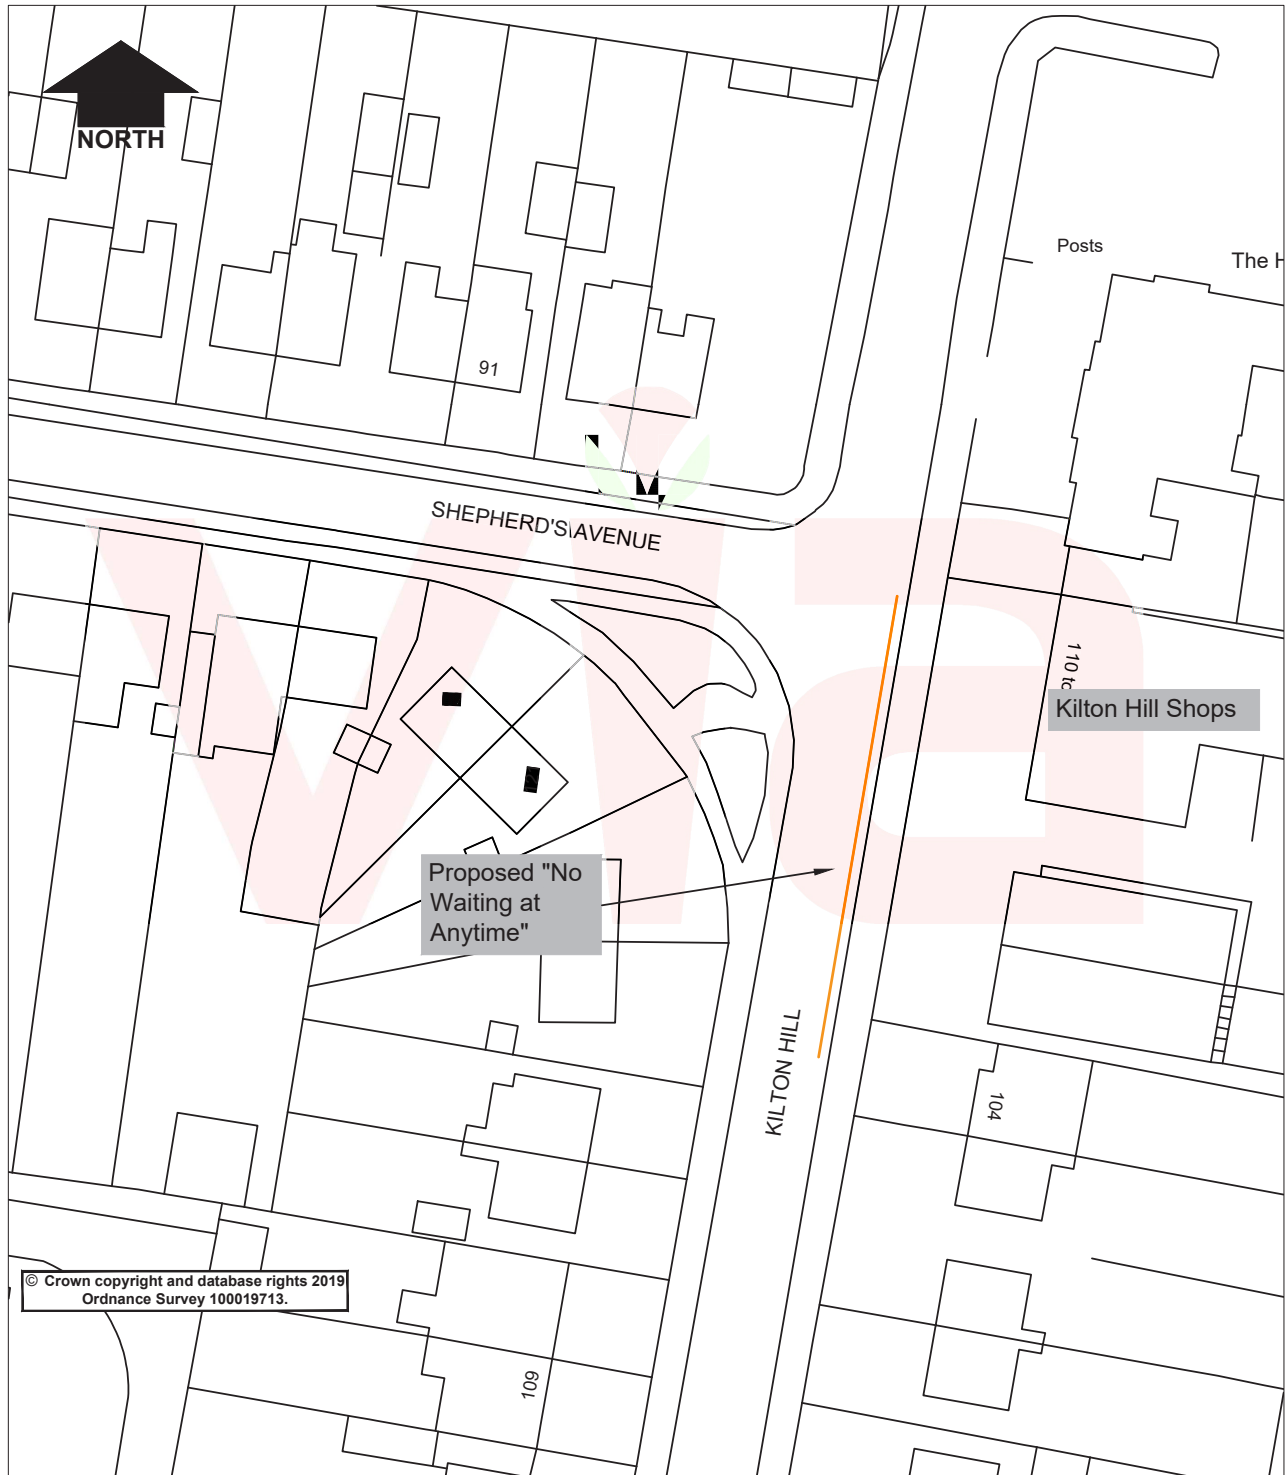 NORTH
Posts
The H
91
SHEPHERD'S AVENUE
110 to
Kilton Hill Shops
Proposed "No
Waiting at
Anytime"
KILTON HILL
104
© Crown copyright and database rights 2019
Ordnance Survey 100019713.
109
via